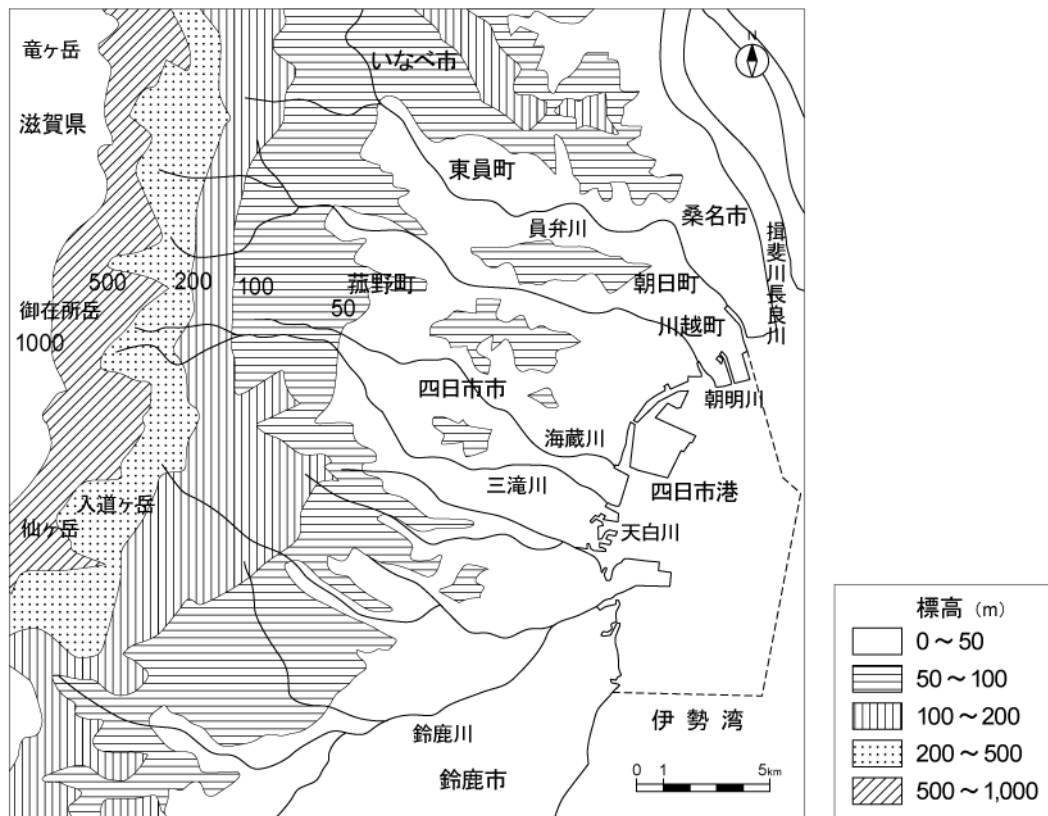 竜ヶ岳
いなべ市
N
滋賀県
東員町
桑名市
員弁川
揖斐川長良川
500
200
100
菰野町
朝日町
50
御在所岳
川越町
1000
四日市市
朝明川
海蔵川
三滝川
四日市港
入道ヶ岳
仙ヶ岳
天白川
鈴鹿川
伊勢湾
鈴鹿市
0 1 5km
標高（m）
0～50
50～100
100～200
200～500
500～1,000